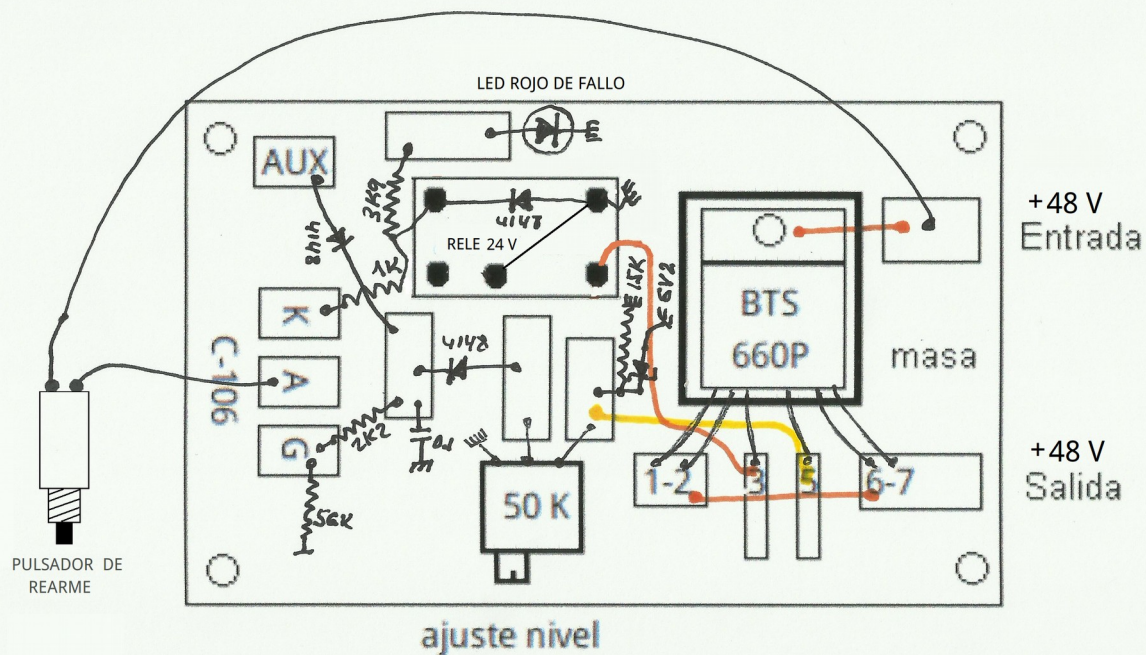 LED ROJO DE FALLO
AUX
3K9
4148
4148
RELE 24 V
+48 V
Entrada
1K
15K
6V2
K
BTS
660P
masa
C-106
A
4148
G
2K2
0,1
56K
50 K
1-2
3
5
6-7
+48 V
Salida
PULSADOR DE
REARME
ajuste nivel